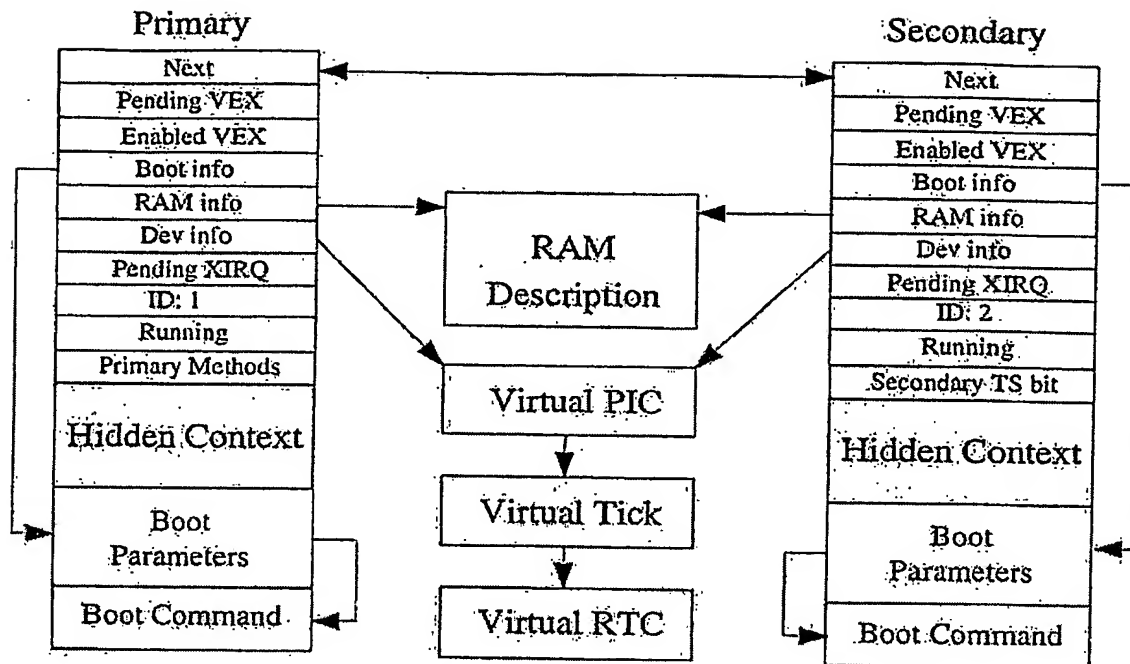 Primary
Next
Pending VEX
Enabled VEX
Boot info
RAM info
Dev info
Pending XIRQ
ID: 1
Running
Primary Methods
Hidden Context
Boot
Parameters
Boot Command
RAM
Description
Virtual PIC
Virtual Tick
Virtual RTC
Secondary
Next
Pending VEX
Enabled VEX
Boot info
RAM info
Dev info
Pending XIRQ
ID: 2
Running
Secondary TS bit
Hidden Context
Boot
Parameters
Boot Command